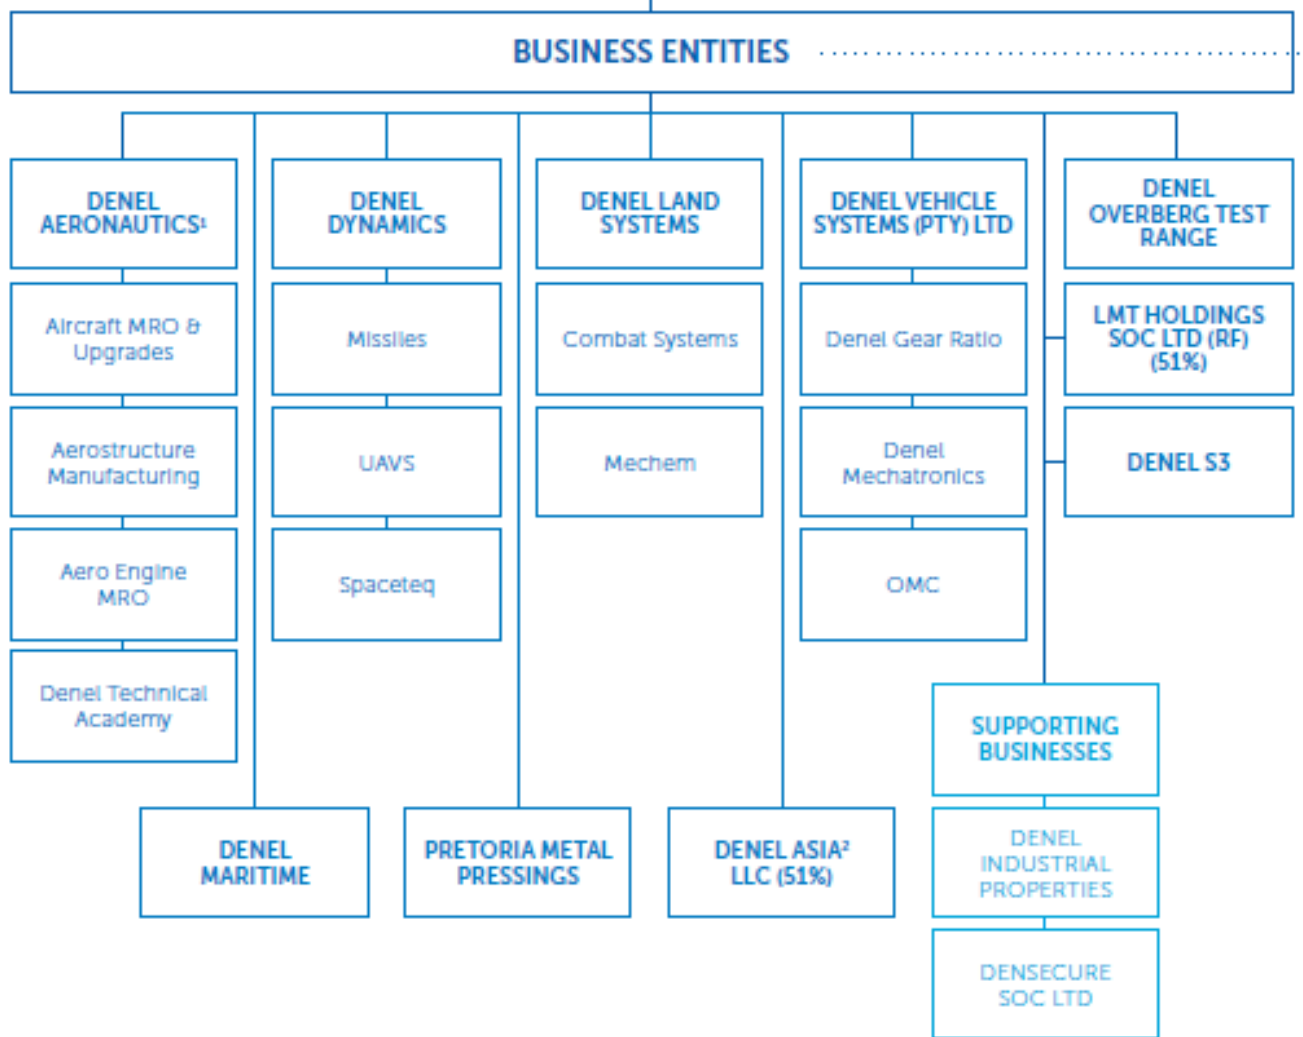 BUSINESS ENTITIES
DENEL
AERONAUTICS¹
Aircraft MRO &
Upgrades
Aerostructure
Manufacturing
Aero Engine
MRO
Denel Technical
Academy
DENEL
MARITIME
DENEL
DYNAMICS
Missiles
UAVS
Spaceteq
PRETORIA METAL
PRESSINGS
DENEL LAND
SYSTEMS
Combat Systems
Mechem
DENEL ASIA²
LLC (51%)
DENEL VEHICLE
SYSTEMS (PTY) LTD
Denel Gear Ratio
Denel
Mechatronics
OMC
DENEL
OVERBERG TEST
RANGE
LMT HOLDINGS
SOC LTD (RF)
(51%)
DENEL S3
SUPPORTING
BUSINESSES
DENEL
INDUSTRIAL
PROPERTIES
DENSECURE
SOC LTD